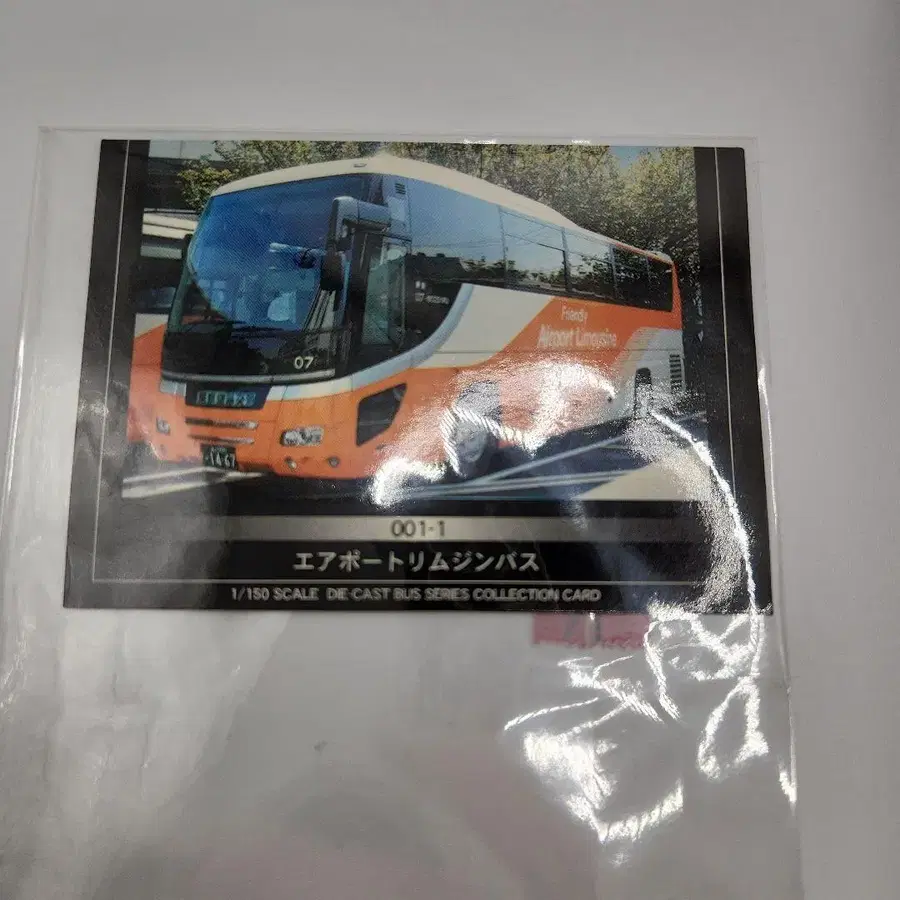 Friendly
Airport Limousine
07
1467
001-1
エアポートリムジンバス
1/150 SCALE DIE-CAST BUS SERIES COLLECTION CARD